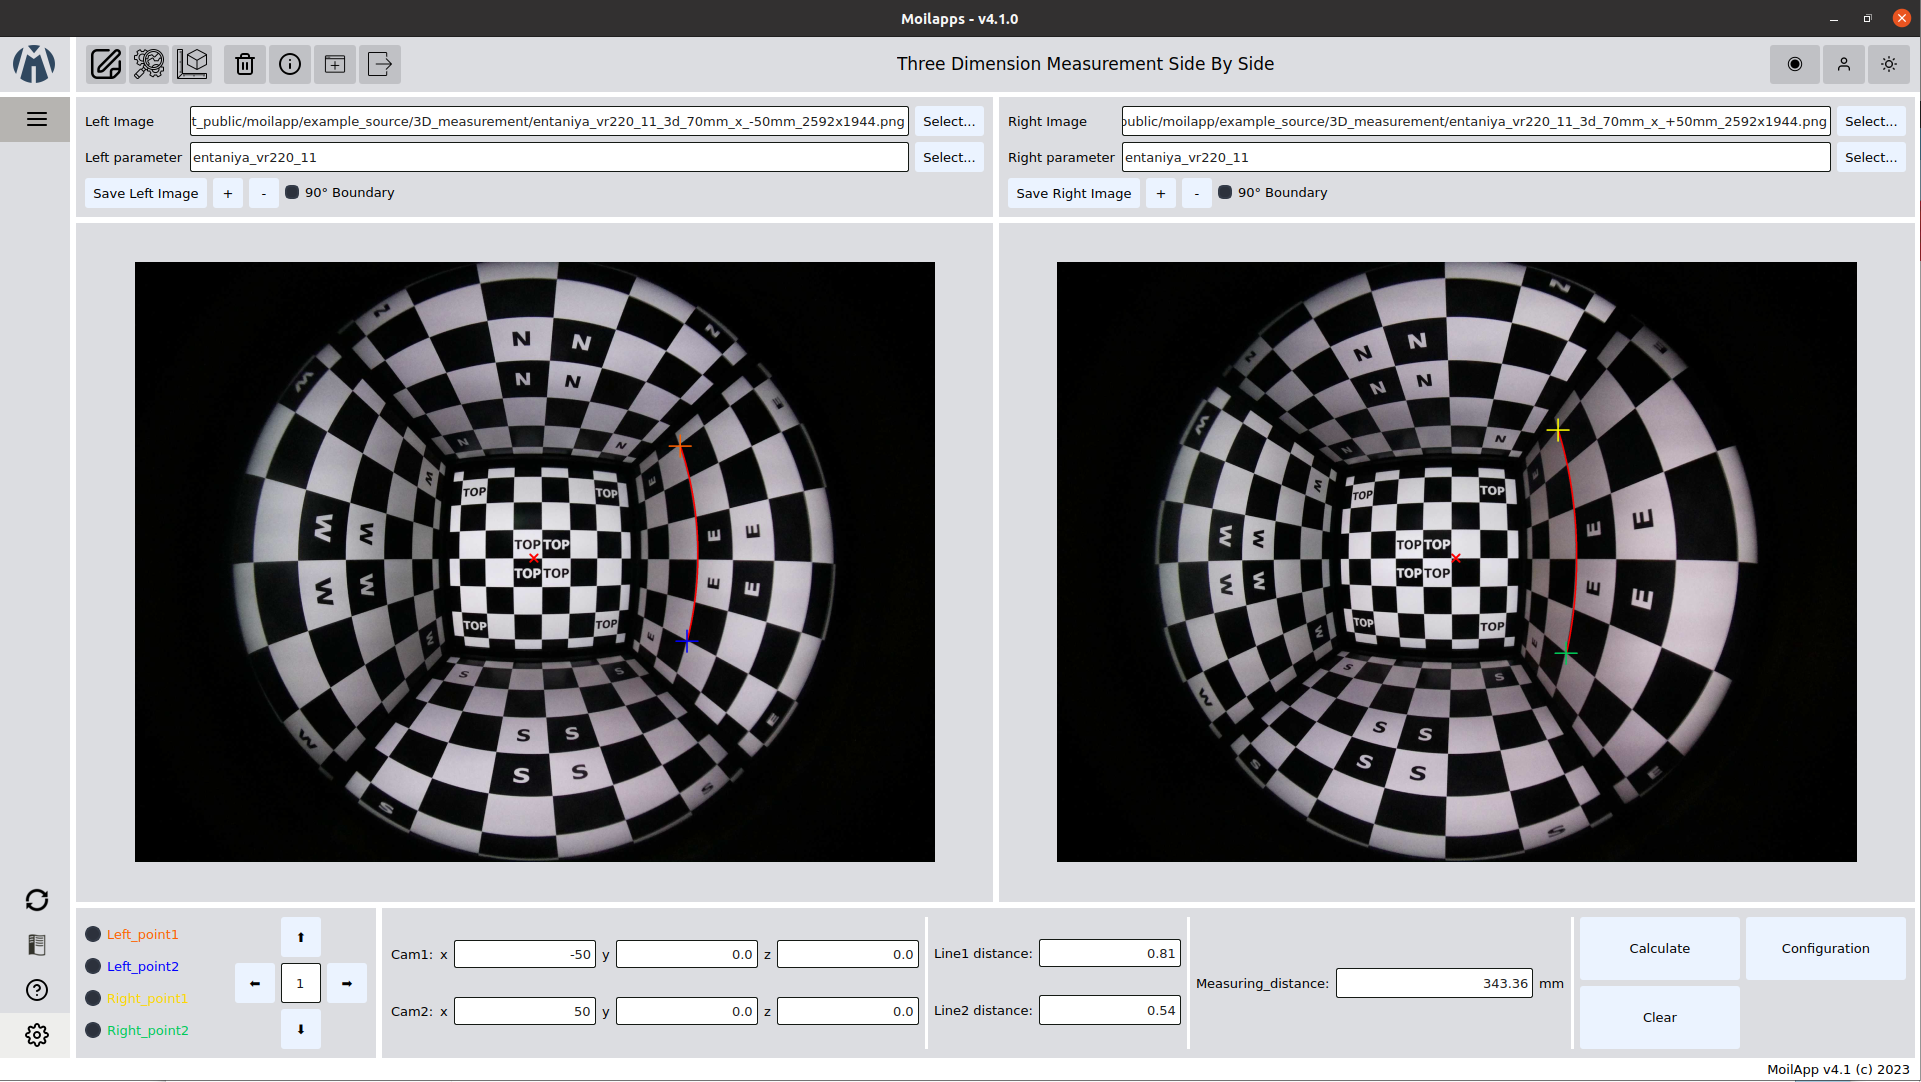 Moilapps - v4.1.0
Three Dimension Measurement Side By Side
Left Image t_public/moilapp/example_source/3D_measurement/entaniya_vr220_11_3d_70mm_x_-50mm_2592x1944.png Select...
Left parameter entaniya_vr220_11 Select...
Save Left Image + - 90° Boundary
Right Image public/moilapp/example_source/3D_measurement/entaniya_vr220_11_3d_70mm_x_+50mm_2592x1944.png Select...
Right parameter entaniya_vr220_11 Select...
Save Right Image + - 90° Boundary
N N
N N
N N
N N
W E
W E
TOP TOP
W W E E
TOP TOP
TOP TOP
W W E E
TOP TOP
W E
S S
S S
S S
W E
S S
N N
N N
N N
N N
E
W E
TOP TOP
W W E E
TOP TOP
TOP TOP
W W E E
TOP TOP
W E
S S
S S
S S
W E
S S
Left_point1
Left_point2
Right_point1
Right_point2
1
Cam1: x -50 y 0.0 z 0.0
Cam2: x 50 y 0.0 z 0.0
Line1 distance: 0.81
Line2 distance: 0.54
Measuring_distance: 343.36 mm
Calculate
Configuration
Clear
MoilApp v4.1 (c) 2023